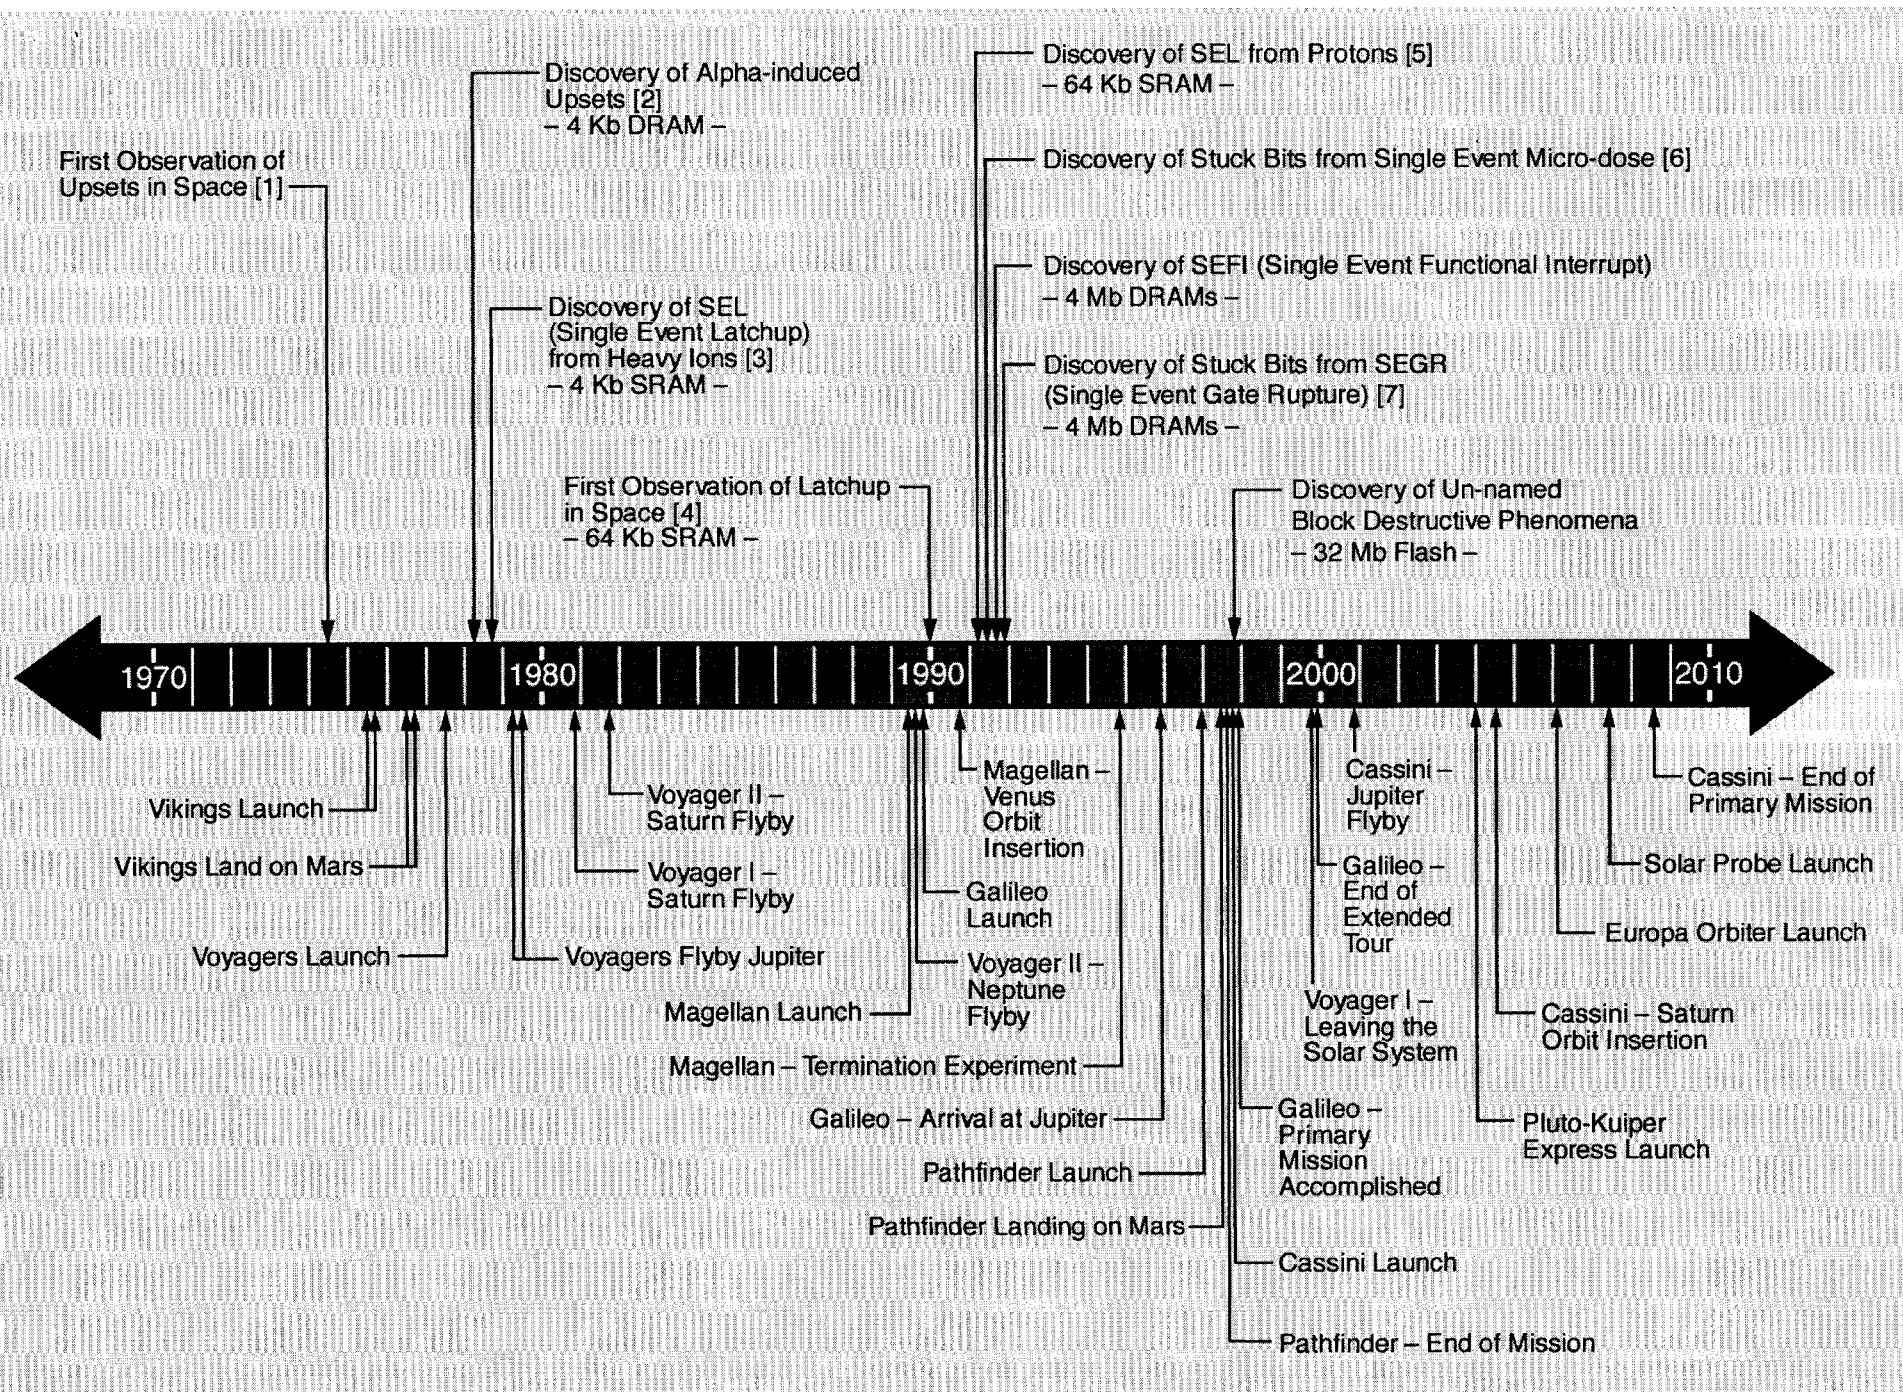 Discovery of SEL from Protons [5]
– 64 Kb SRAM –
Discovery of Alpha-induced
Upsets [2]
– 4 Kb DRAM –
First Observation of
Upsets in Space [1]
Discovery of Stuck Bits from Single Event Micro-dose [6]
Discovery of SEFI (Single Event Functional Interrupt)
– 4 Mb DRAMs –
Discovery of SEL
(Single Event Latchup)
from Heavy Ions [3]
– 4 Kb SRAM –
Discovery of Stuck Bits from SEGR
(Single Event Gate Rupture) [7]
– 4 Mb DRAMs –
First Observation of Latchup
in Space [4]
– 64 Kb SRAM –
Discovery of Un-named
Block Destructive Phenomena
– 32 Mb Flash –
1970 1980 1990 2000 2010
Vikings Launch
Vikings Land on Mars
Voyagers Launch
Voyager II –
Saturn Flyby
Voyager I –
Saturn Flyby
Voyagers Flyby Jupiter
Magellan Launch
Magellan –
Venus
Orbit
Insertion
Galileo
Launch
Voyager II –
Neptune
Flyby
Magellan – Termination Experiment
Galileo – Arrival at Jupiter
Pathfinder Launch
Pathfinder Landing on Mars
Cassini –
Jupiter
Flyby
Galileo –
End of
Extended
Tour
Voyager I –
Leaving the
Solar System
Galileo –
Primary
Mission
Accomplished
Cassini Launch
Pathfinder – End of Mission
Cassini – End of
Primary Mission
Solar Probe Launch
Europa Orbiter Launch
Cassini – Saturn
Orbit Insertion
Pluto-Kuiper
Express Launch